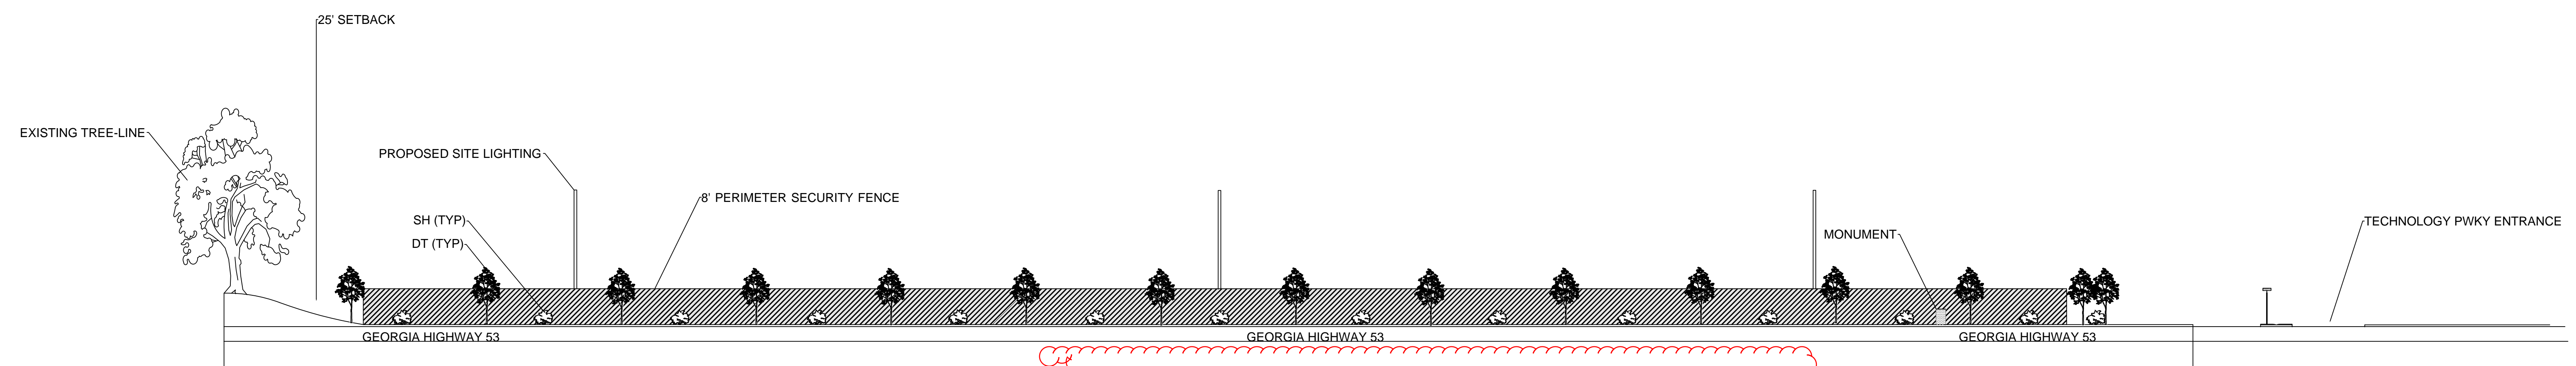 25' SETBACK
EXISTING TREE-LINE
PROPOSED SITE LIGHTING
8' PERIMETER SECURITY FENCE
SH (TYP)
DT (TYP)
MONUMENT
TECHNOLOGY PWKY ENTRANCE
GEORGIA HIGHWAY 53
GEORGIA HIGHWAY 53
GEORGIA HIGHWAY 53